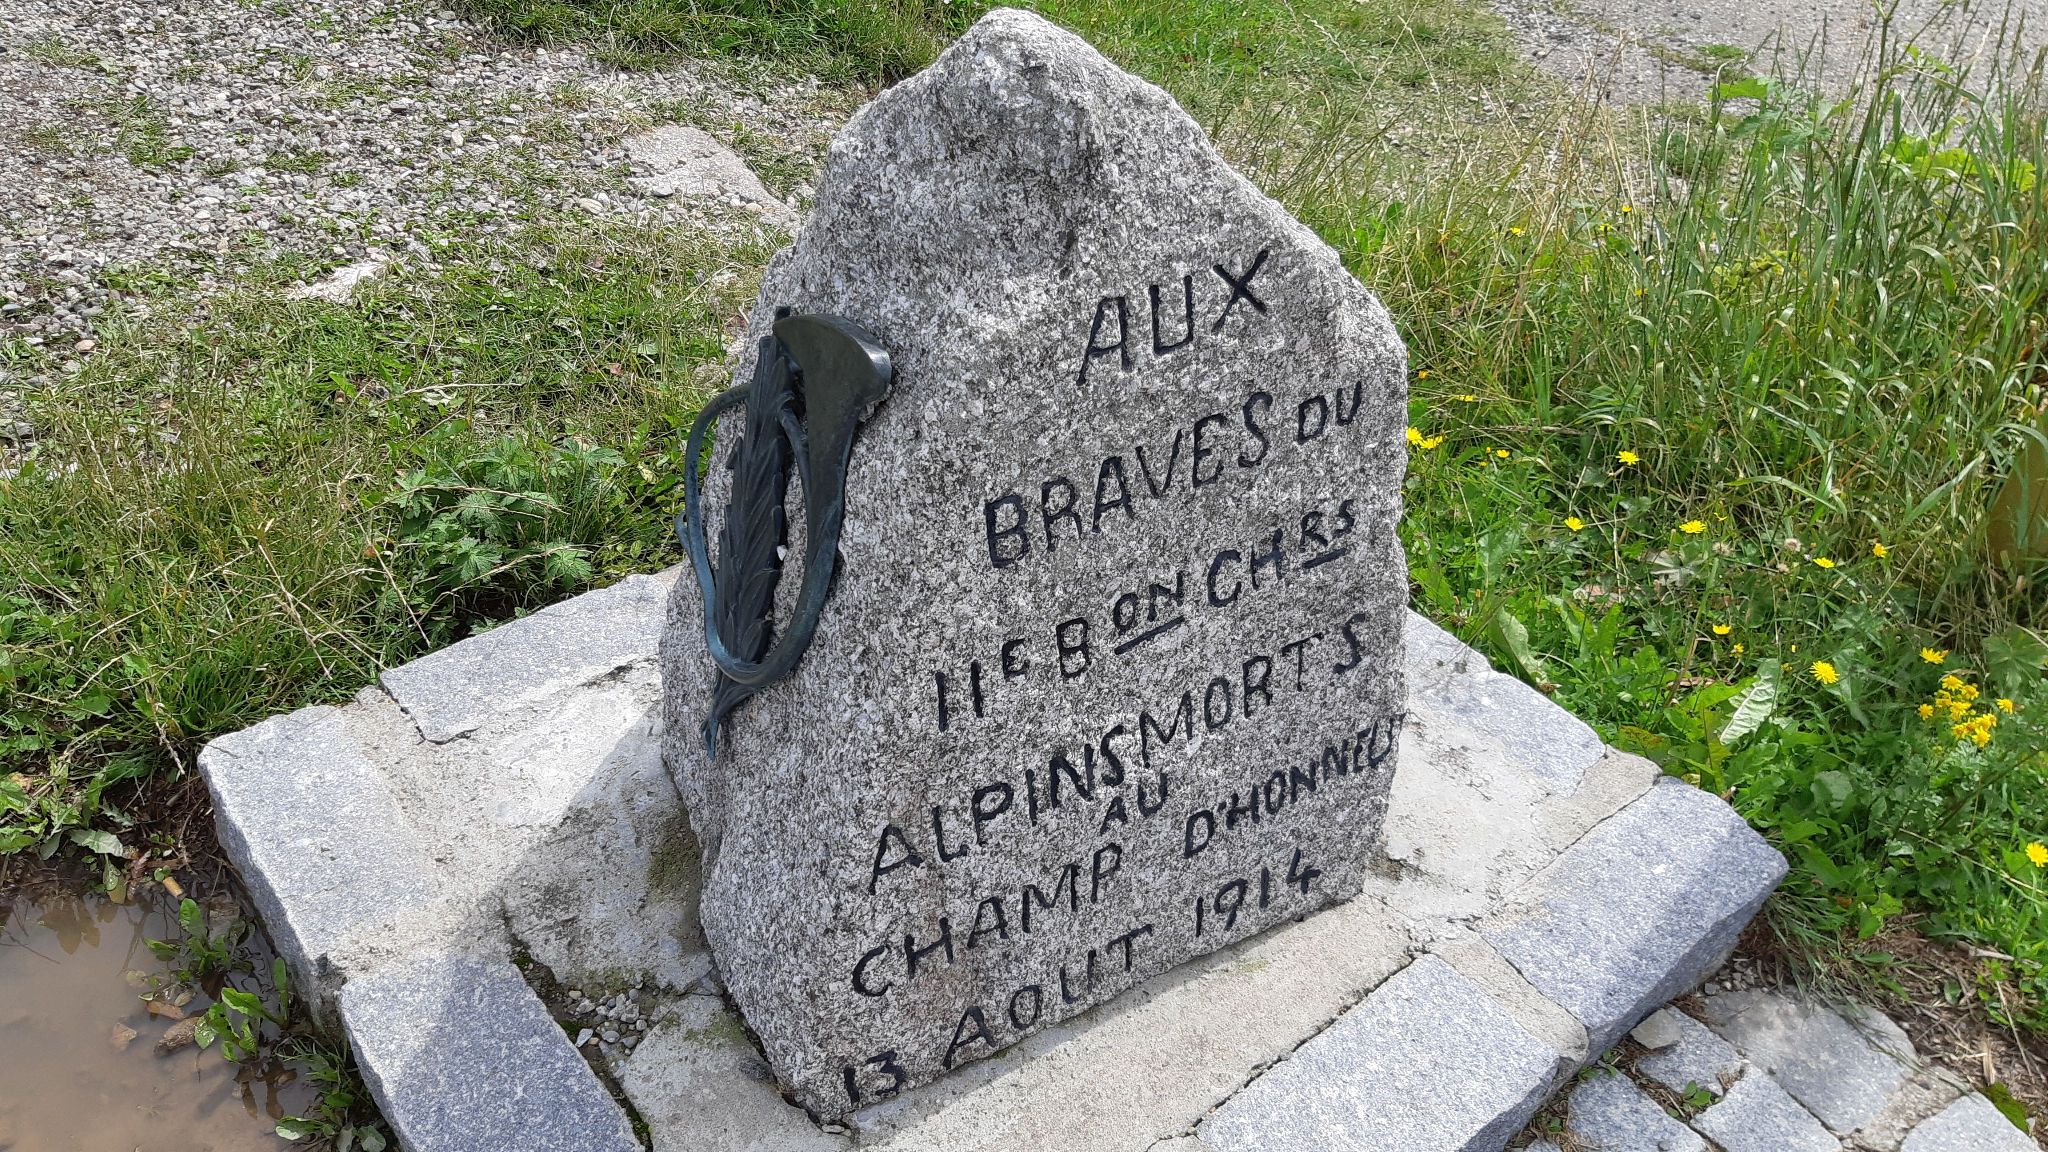 AUX
BRAVES DU
11e BON CHRS
ALPINS MORTS
AU
CHAMP D'HONNEUR
13 AOUT 1914